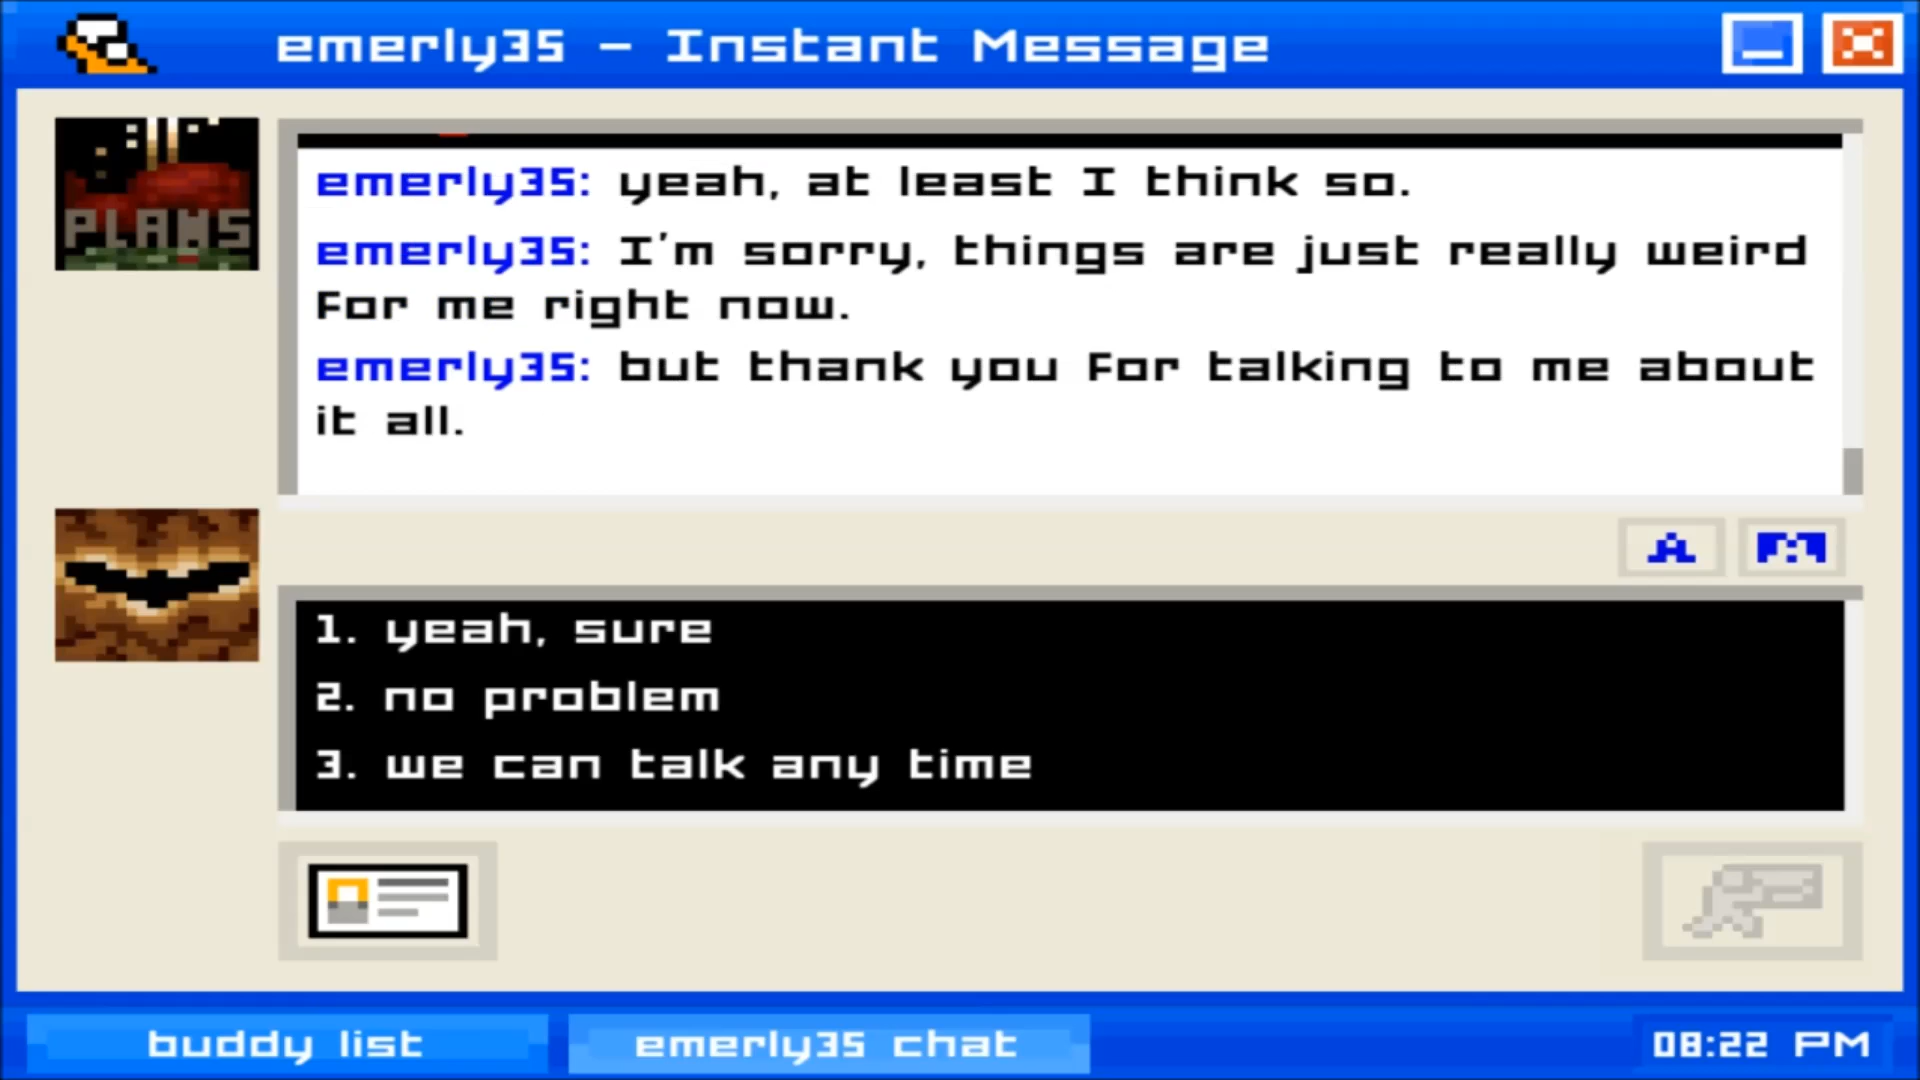 emerly35 - Instant Message
PLANS
emerly35: yeah, at least I think so.
emerly35: I'm sorry, things are just really weird
for me right now.
emerly35: but thank you for talking to me about
it all.
A
1. yeah, sure
2. no problem
3. we can talk any time
buddy list
emerly35 chat
08:22 PM